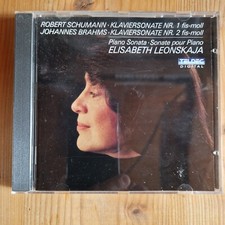 ROBERT SCHUMANN · KLAVIERSONATE NR. 1 fis-moll
JOHANNES BRAHMS · KLAVIERSONATE NR. 2 fis-moll
Piano Sonata · Sonate pour Piano
ELISABETH LEONSKAJA
TELDEC
DIGITAL